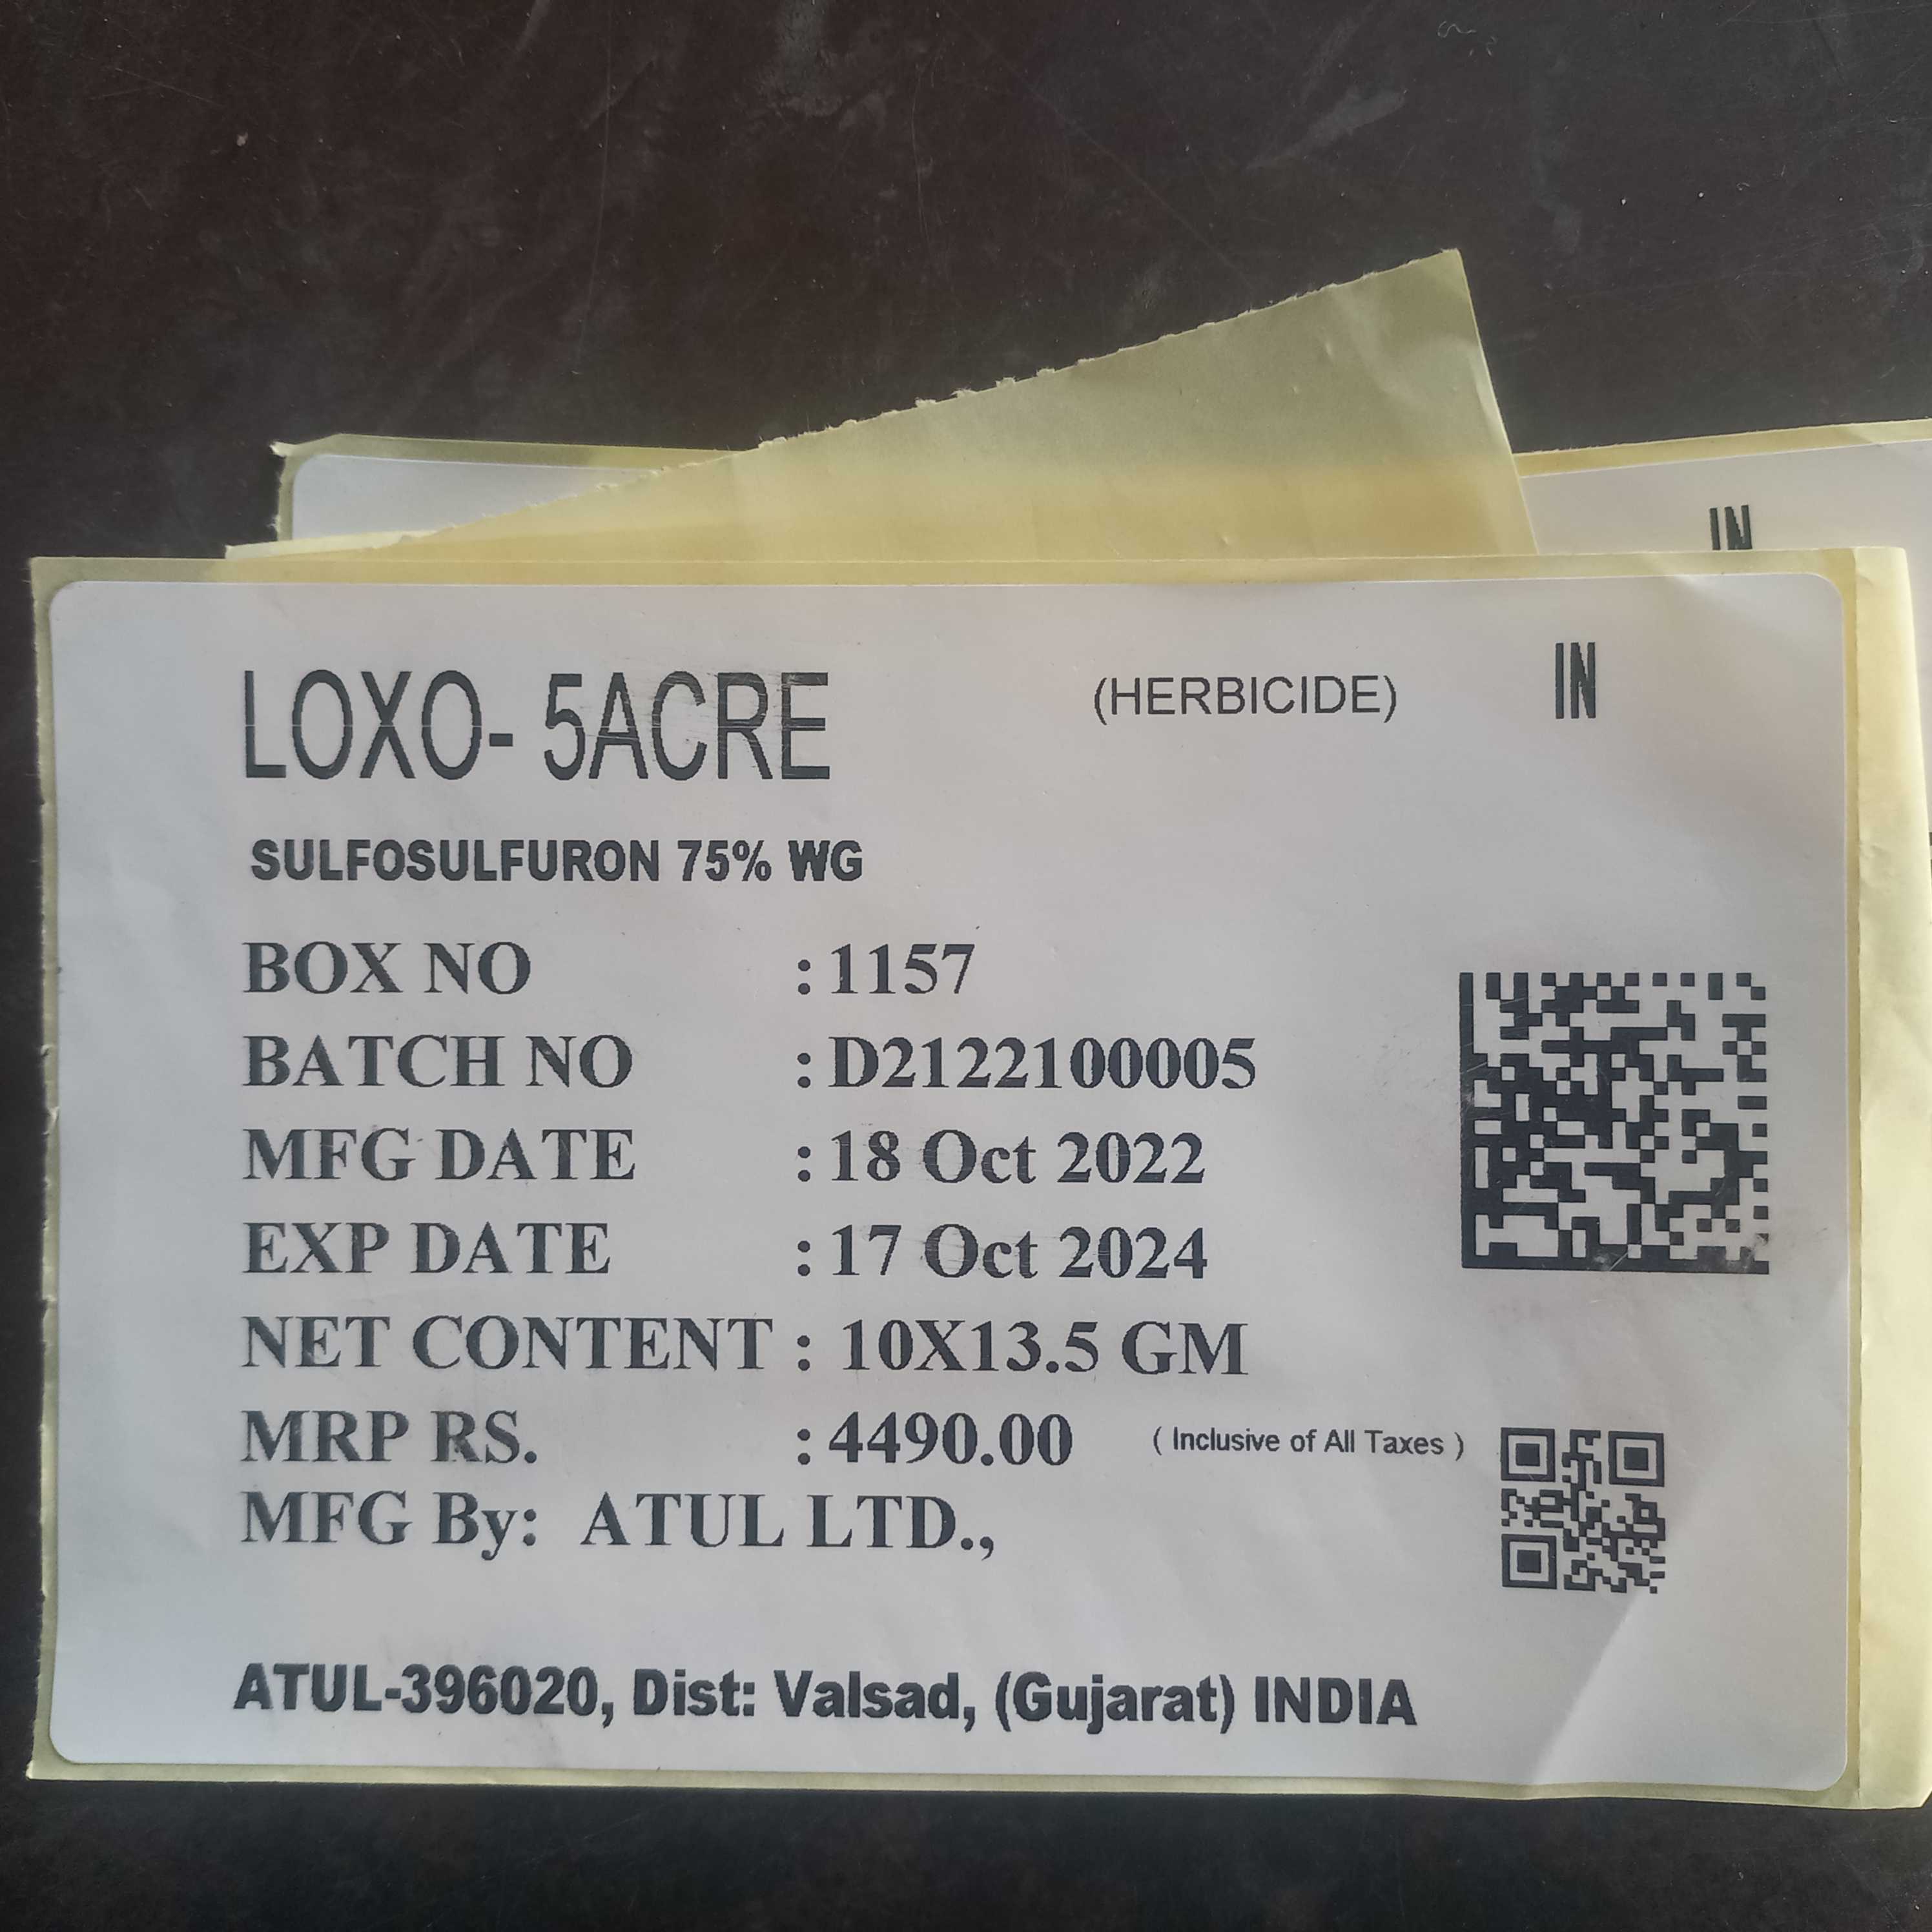 IN
LOXO- 5ACRE (HERBICIDE) IN
SULFOSULFURON 75% WG
BOX NO : 1157
BATCH NO : D2122100005
MFG DATE : 18 Oct 2022
EXP DATE : 17 Oct 2024
NET CONTENT : 10X13.5 GM
MRP RS. : 4490.00 ( Inclusive of All Taxes )
MFG By: ATUL LTD.,
ATUL-396020, Dist: Valsad, (Gujarat) INDIA